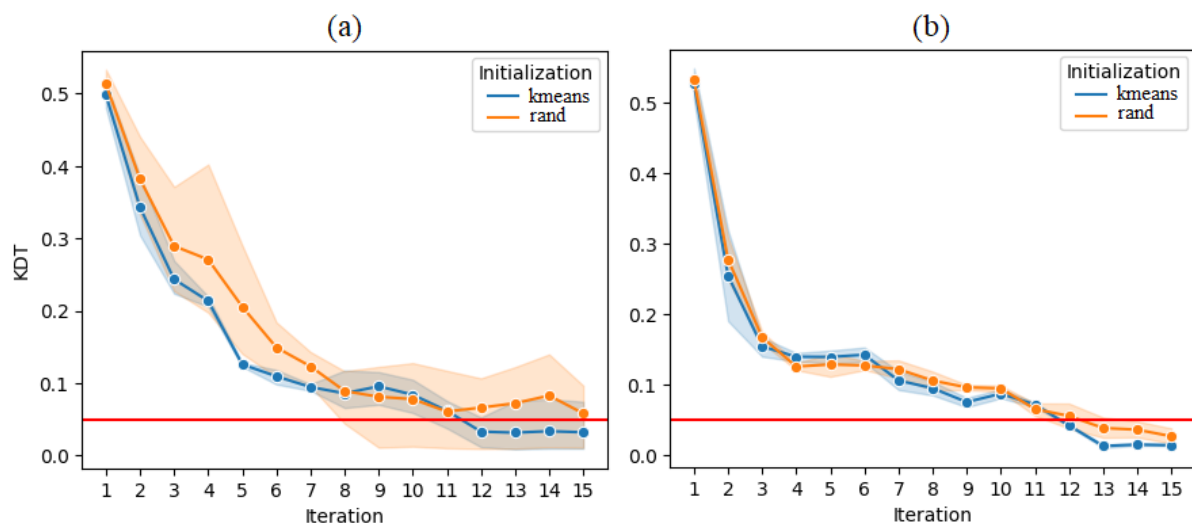 (a)
KDT
0.5
0.4
0.3
0.2
0.1
0.0
Initialization
kmeans
rand
1 2 3 4 5 6 7 8 9 10 11 12 13 14 15
Iteration
(b)
0.5
0.4
0.3
0.2
0.1
0.0
Initialization
kmeans
rand
1 2 3 4 5 6 7 8 9 10 11 12 13 14 15
Iteration